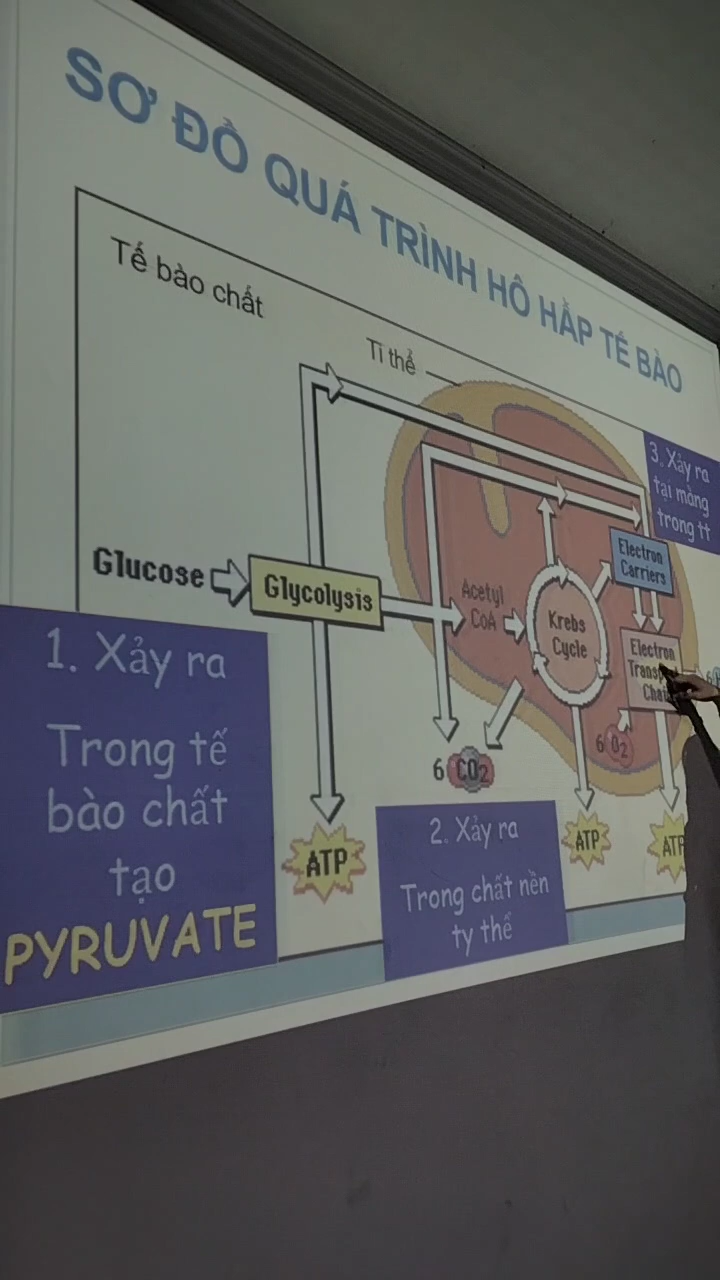 SƠ ĐỒ QUÁ TRÌNH HÔ HẤP TẾ BÀO
Tế bào chất
Ti thể
3. Xảy ra
tại màng
trong tt
Glucose
Glycolysis
Acetyl
CoA
Krebs
Cycle
Electron
Carriers
Electron
6
6 O2
6 CO2
ATP
ATP
ATP
1. Xảy ra
Trong tế
bào chất
tạo
PYRUVATE
2. Xảy ra
Trong chất nền
ty thể